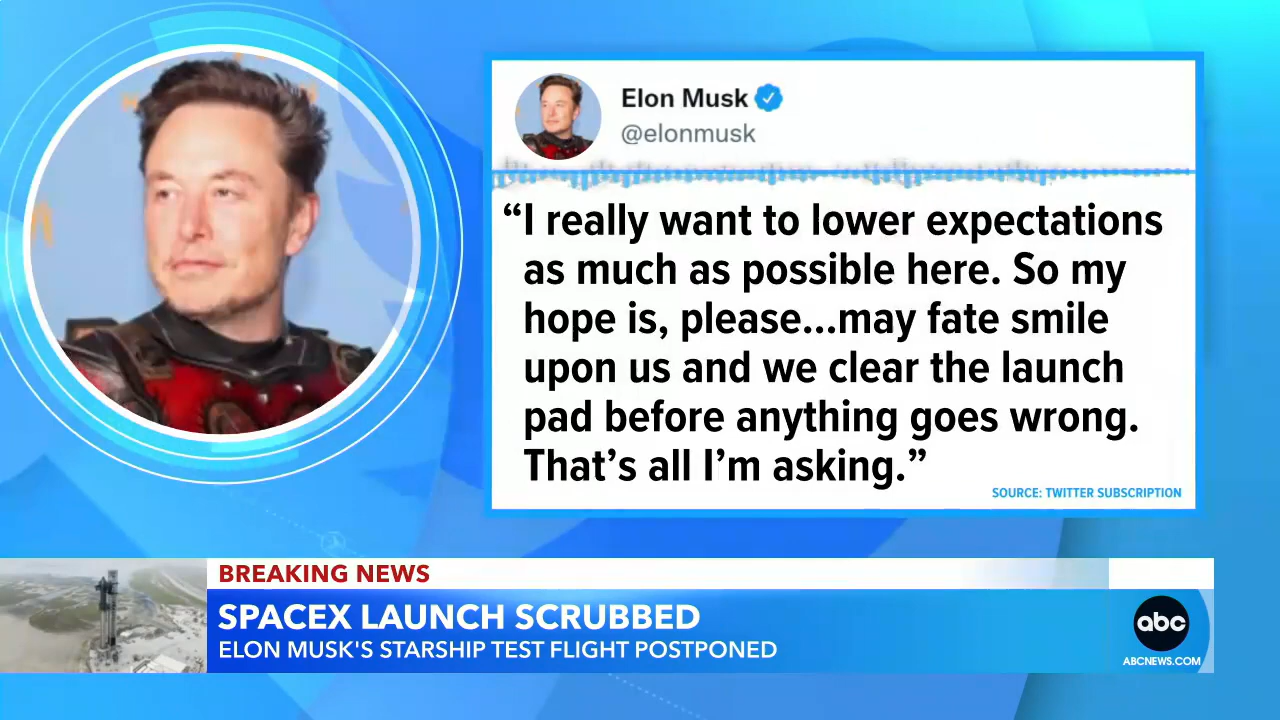 Elon Musk
@elonmusk
“I really want to lower expectations
as much as possible here. So my
hope is, please...may fate smile
upon us and we clear the launch
pad before anything goes wrong.
That’s all I’m asking.”
SOURCE: TWITTER SUBSCRIPTION
BREAKING NEWS
SPACEX LAUNCH SCRUBBED
ELON MUSK'S STARSHIP TEST FLIGHT POSTPONED
abc
ABCNEWS.COM